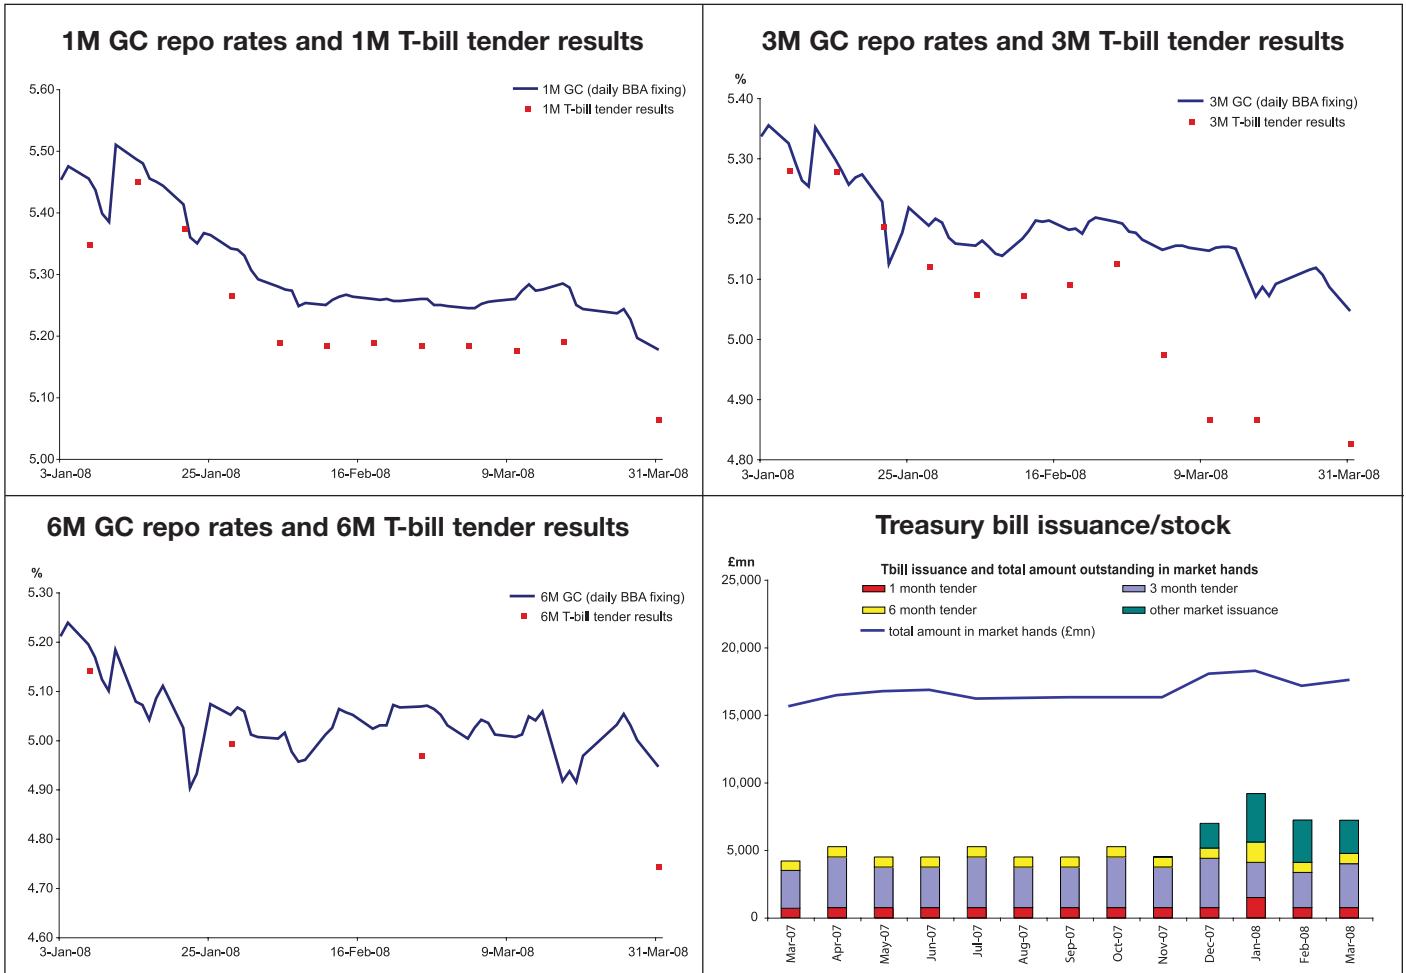 1M GC repo rates and 1M T-bill tender results
1M GC (daily BBA fixing)
1M T-bill tender results
5.60
5.50
5.40
5.30
5.20
5.10
5.00
3-Jan-08 25-Jan-08 16-Feb-08 9-Mar-08 31-Mar-08
3M GC repo rates and 3M T-bill tender results
%
3M GC (daily BBA fixing)
3M T-bill tender results
5.40
5.30
5.20
5.10
5.00
4.90
4.80
3-Jan-08 25-Jan-08 16-Feb-08 9-Mar-08 31-Mar-08
6M GC repo rates and 6M T-bill tender results
%
6M GC (daily BBA fixing)
6M T-bill tender results
5.30
5.20
5.10
5.00
4.90
4.80
4.70
4.60
3-Jan-08 25-Jan-08 16-Feb-08 9-Mar-08 31-Mar-08
Treasury bill issuance/stock
£mn
Tbill issuance and total amount outstanding in market hands
1 month tender 3 month tender
6 month tender other market issuance
total amount in market hands (£mn)
25,000
20,000
15,000
10,000
5,000
0
Mar-07 Apr-07 May-07 Jun-07 Jul-07 Aug-07 Sep-07 Oct-07 Nov-07 Dec-07 Jan-08 Feb-08 Mar-08